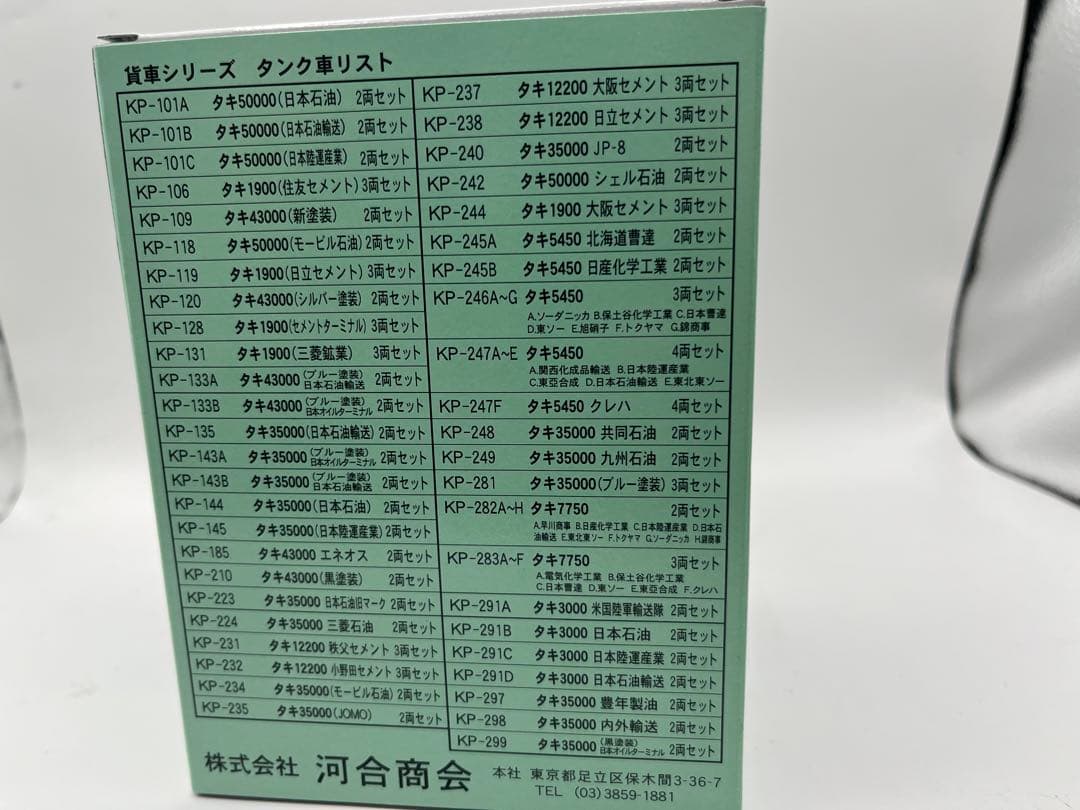 貨車シリーズ タンク車リスト
KP-101A タキ50000(日本石油) 2両セット
KP-101B タキ50000(日本石油輸送) 2両セット
KP-101C タキ50000(日本陸運産業) 2両セット
KP-106 タキ1900(住友セメント) 3両セット
KP-109 タキ43000(新塗装) 2両セット
KP-118 タキ50000(モービル石油) 2両セット
KP-119 タキ1900(日立セメント) 3両セット
KP-120 タキ43000(シルバー塗装) 2両セット
KP-128 タキ1900(セメントターミナル) 3両セット
KP-131 タキ1900(三菱鉱業) 3両セット
KP-133A タキ43000(ブルー塗装)日本石油輸送 2両セット
KP-133B タキ43000(ブルー塗装)日本オイルターミナル 2両セット
KP-135 タキ35000(日本石油輸送) 2両セット
KP-143A タキ35000(ブルー塗装)日本オイルターミナル 2両セット
KP-143B タキ35000(ブルー塗装)日本石油輸送 2両セット
KP-144 タキ35000(日本石油) 2両セット
KP-145 タキ35000(日本陸運産業) 2両セット
KP-185 タキ43000 エネオス 2両セット
KP-210 タキ43000(黒塗装) 2両セット
KP-223 タキ35000 日本石油旧マーク 2両セット
KP-224 タキ35000 三菱石油 2両セット
KP-231 タキ12200 秩父セメント 3両セット
KP-232 タキ12200 小野田セメント 3両セット
KP-234 タキ35000(モービル石油) 2両セット
KP-235 タキ35000(JOMO) 2両セット
KP-237 タキ12200 大阪セメント 3両セット
KP-238 タキ12200 日立セメント 3両セット
KP-240 タキ35000 JP-8 2両セット
KP-242 タキ50000 シェル石油 2両セット
KP-244 タキ1900 大阪セメント 3両セット
KP-245A タキ5450 北海道曹達 2両セット
KP-245B タキ5450 日産化学工業 2両セット
KP-246A~G タキ5450 3両セット
A.ソーダニッカ B.保土谷化学工業 C.日本曹達
D.東ソー E.旭硝子 F.トクヤマ G.錦商事
KP-247A~E タキ5450 4両セット
A.関西化成品輸送 B.日本陸運産業
C.東亞合成 D.日本石油輸送 E.東北東ソー
KP-247F タキ5450 クレハ 4両セット
KP-248 タキ35000 共同石油 2両セット
KP-249 タキ35000 九州石油 2両セット
KP-281 タキ35000(ブルー塗装) 3両セット
KP-282A~H タキ7750 2両セット
A.早川商事 B.日産化学工業 C.日本陸運産業 D.日本石
油輸送 E.東北東ソー F.トクヤマ G.ソーダニッカ H.錦商事
KP-283A~F タキ7750 3両セット
A.電気化学工業 B.保土谷化学工業
C.日本曹達 D.東ソー E.東亞合成 F.クレハ
KP-291A タキ3000 米国陸軍輸送隊 2両セット
KP-291B タキ3000 日本石油 2両セット
KP-291C タキ3000 日本陸運産業 2両セット
KP-291D タキ3000 日本石油輸送 2両セット
KP-297 タキ35000 豊年製油 2両セット
KP-298 タキ35000 内外輸送 2両セット
KP-299 タキ35000(黒塗装)日本オイルターミナル 2両セット
株式会社 河合商会 本社 東京都足立区保木間3-36-7
TEL (03)3859-1881